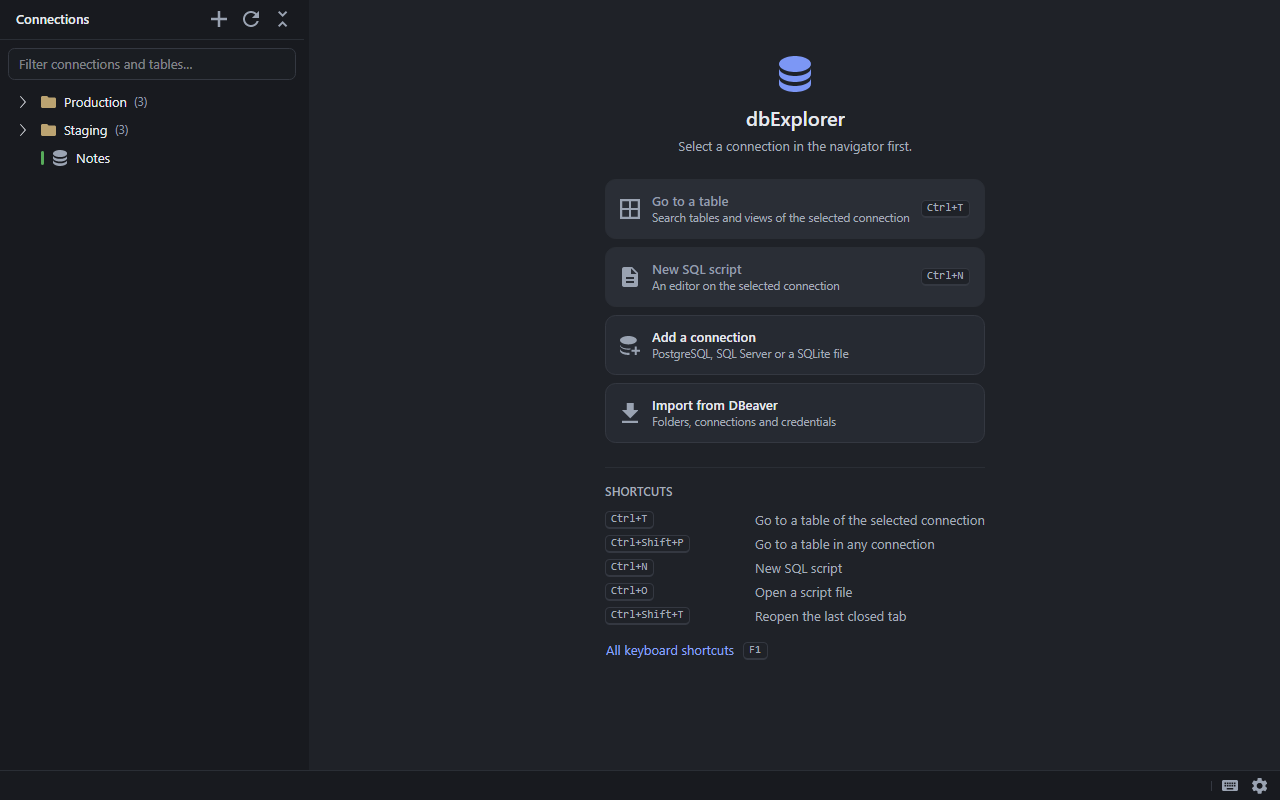 Connections
Filter connections and tables...
Production (3)
Staging (3)
Notes
dbExplorer
Select a connection in the navigator first.
Go to a table
Search tables and views of the selected connection
Ctrl+T
New SQL script
An editor on the selected connection
Ctrl+N
Add a connection
PostgreSQL, SQL Server or a SQLite file
Import from DBeaver
Folders, connections and credentials
SHORTCUTS
Ctrl+T Go to a table of the selected connection
Ctrl+Shift+P Go to a table in any connection
Ctrl+N New SQL script
Ctrl+O Open a script file
Ctrl+Shift+T Reopen the last closed tab
All keyboard shortcuts F1